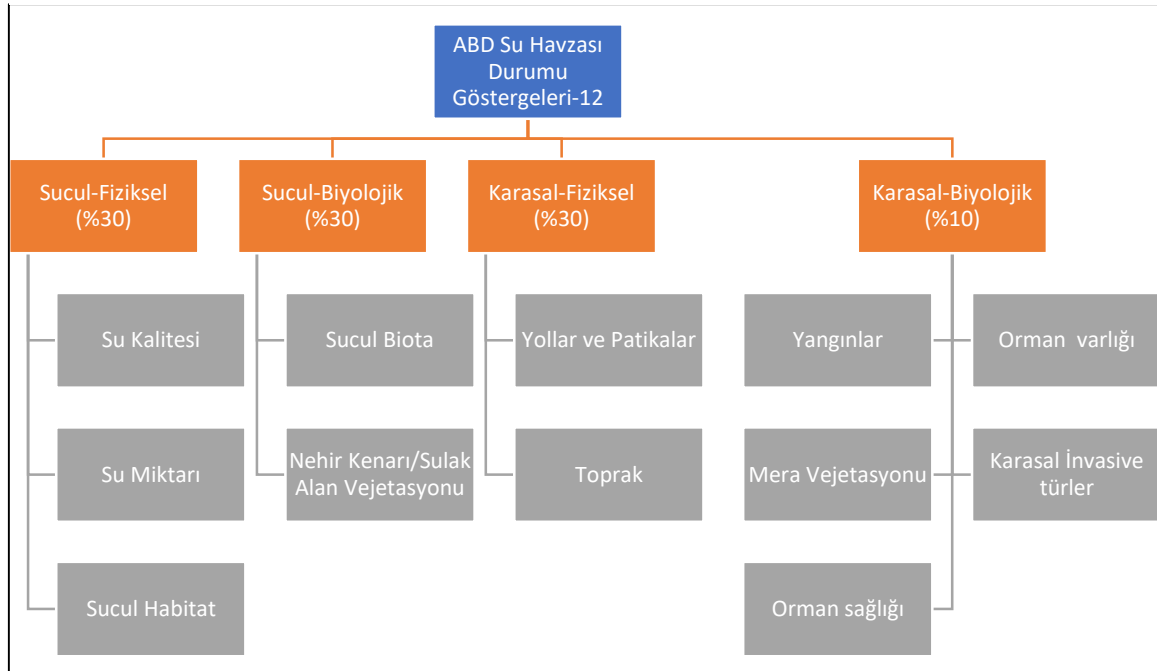 ABD Su Havzası
Durumu
Göstergeleri-12
Sucul-Fiziksel
(%30)
Sucul-Biyolojik
(%30)
Karasal-Fiziksel
(%30)
Karasal-Biyolojik
(%10)
Su Kalitesi
Sucul Biota
Yollar ve Patikalar
Yangınlar
Orman varlığı
Su Miktarı
Nehir Kenarı/Sulak
Alan Vejetasyonu
Toprak
Mera Vejetasyonu
Karasal İnvasive
türler
Sucul Habitat
Orman sağlığı